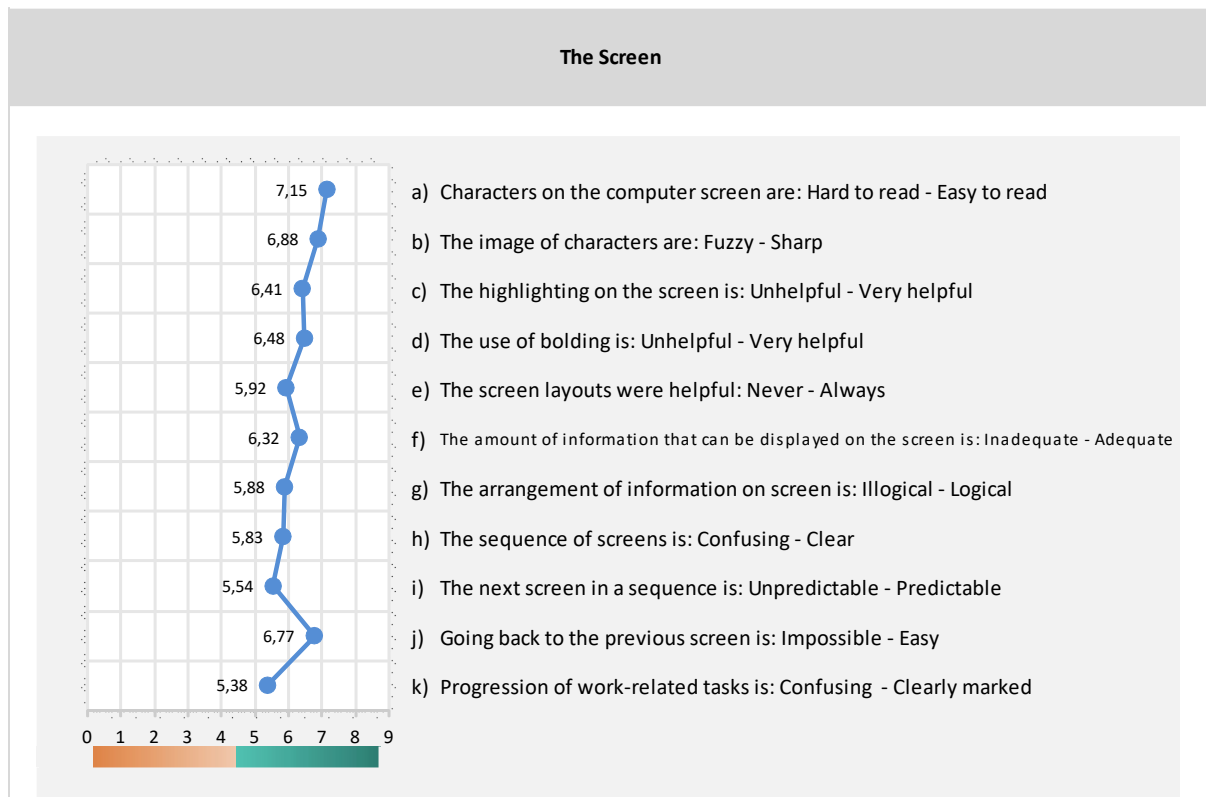 The Screen
7,15 a) Characters on the computer screen are: Hard to read - Easy to read
6,88 b) The image of characters are: Fuzzy - Sharp
6,41 c) The highlighting on the screen is: Unhelpful - Very helpful
6,48 d) The use of bolding is: Unhelpful - Very helpful
5,92 e) The screen layouts were helpful: Never - Always
6,32 f) The amount of information that can be displayed on the screen is: Inadequate - Adequate
5,88 g) The arrangement of information on screen is: Illogical - Logical
5,83 h) The sequence of screens is: Confusing - Clear
5,54 i) The next screen in a sequence is: Unpredictable - Predictable
6,77 j) Going back to the previous screen is: Impossible - Easy
5,38 k) Progression of work-related tasks is: Confusing - Clearly marked
0 1 2 3 4 5 6 7 8 9